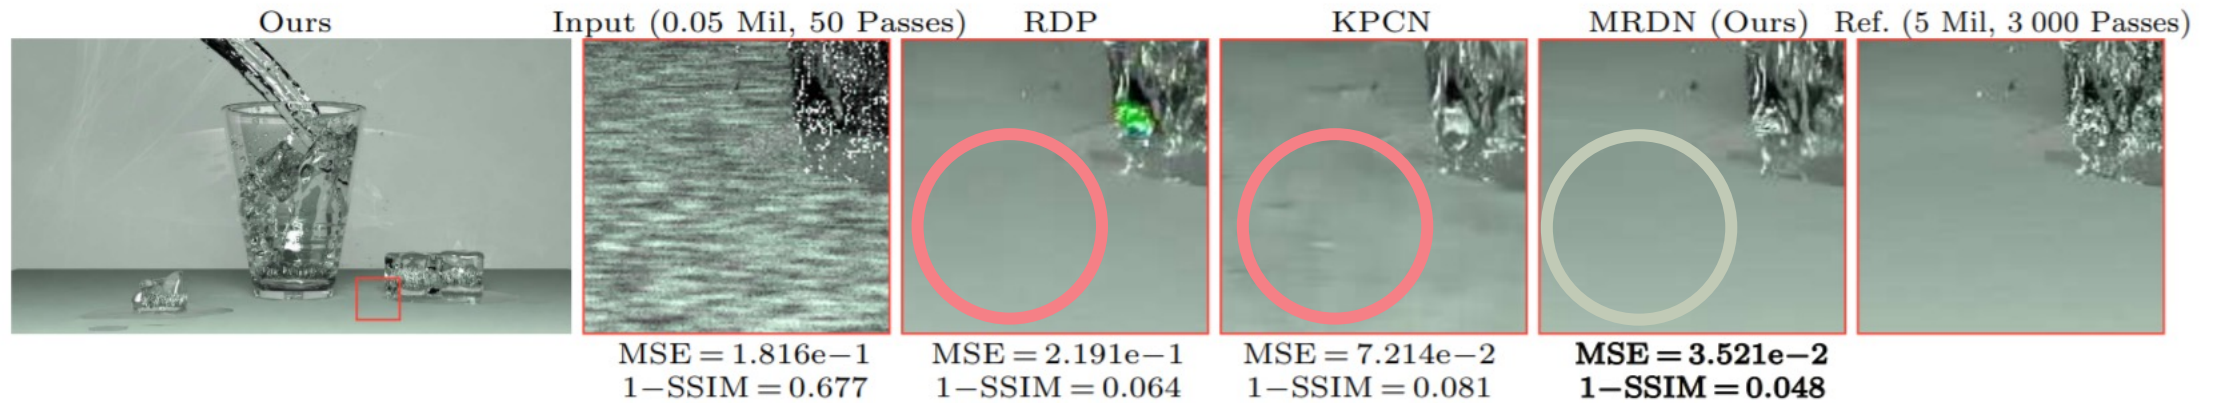 Ours
Input (0.05 Mil, 50 Passes)
RDP
KPCN
MRDN (Ours)
Ref. (5 Mil, 3 000 Passes)
MSE = 1.816e−1
1−SSIM = 0.677
MSE = 2.191e−1
1−SSIM = 0.064
MSE = 7.214e−2
1−SSIM = 0.081
MSE = 3.521e−2
1−SSIM = 0.048